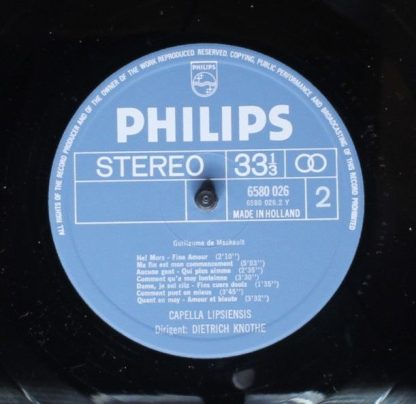 ALL RIGHTS OF THE RECORD PRODUCER AND OF THE OWNER OF THE WORK REPRODUCED RESERVED. COPYING, PUBLIC PERFORMANCE AND BROADCASTING OF THIS RECORD PROHIBITED
PHILIPS
PHILIPS
STEREO 33⅓
6580 026
6580 026.2 Y
MADE IN HOLLAND
2
Guillaume de Machault
Hel Mors - Fine Amour (2'10")
Ma fin est mon commencement (5'53")
Aucune gent - Qui plus aimme (2'35")
Comment qu'a moy lonteinne (3'30")
Dame, je sui cilz - Fins cuers douiz (3'35")
Comment puet on mieux (3'45")
Quant en moy - Amour et biaute (3'32")
CAPELLA LIPSIENSIS
Dirigent: DIETRICH KNOTHE